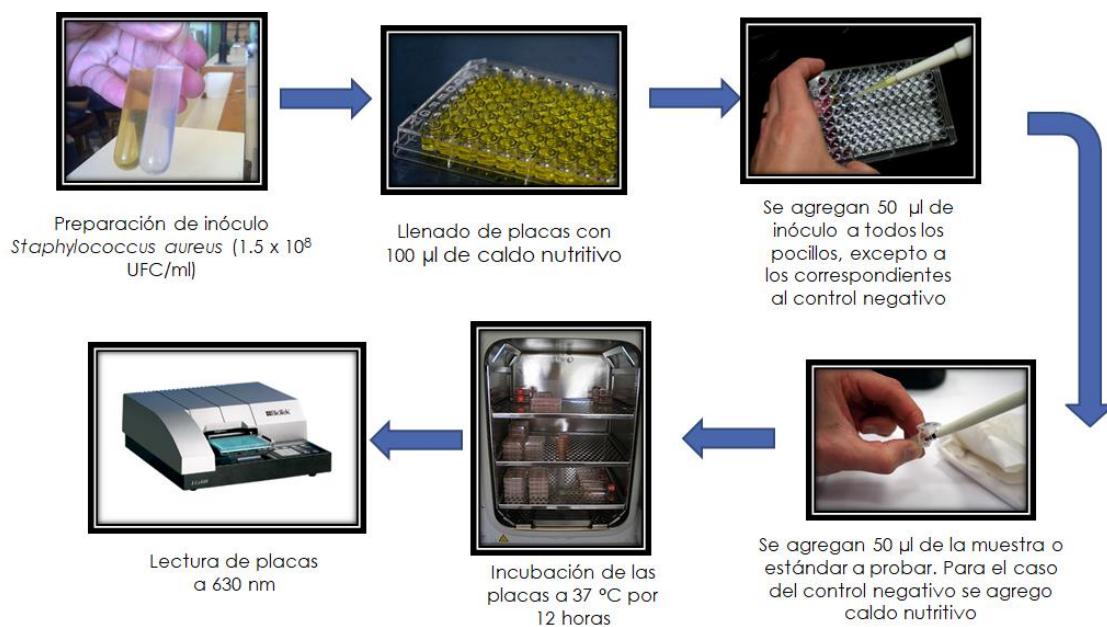 Preparación de inóculo
Staphylococcus aureus (1.5 x 10⁸
UFC/ml)
Llenado de placas con
100 µl de caldo nutritivo
Se agregan 50 µl de
inóculo a todos los
pocillos, excepto a
los correspondientes
al control negativo
Se agregan 50 µl de la muestra o
estándar a probar. Para el caso
del control negativo se agrego
caldo nutritivo
Incubación de las
placas a 37 ºC por
12 horas
Lectura de placas
a 630 nm
BioTek